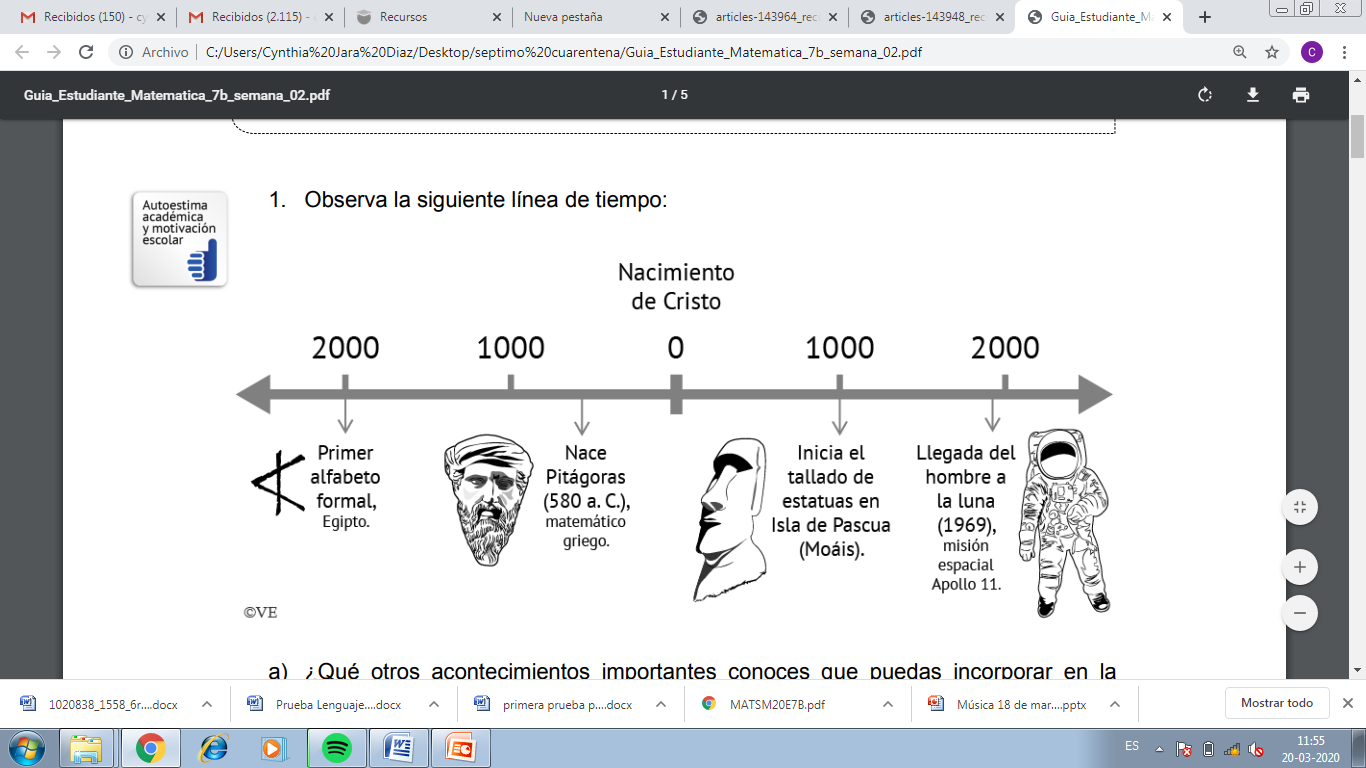 Recibidos (150) - cy
Recibidos (2.115) -
Recursos
Nueva pestaña
articles-143964_rec
articles-143948_rec
Guia_Estudiante_M
Archivo
C:/Users/Cynthia%20Jara%20Diaz/Desktop/septimo%20cuarentena/Guia_Estudiante_Matematica_7b_semana_02.pdf
C
Guia_Estudiante_Matematica_7b_semana_02.pdf
1 / 5
Autoestima
académica
y motivación
escolar
1. Observa la siguiente línea de tiempo:
Nacimiento
de Cristo
2000 1000 0 1000 2000
Primer
alfabeto
formal,
Egipto.
Nace
Pitágoras
(580 a. C.),
matemático
griego.
Inicia el
tallado de
estatuas en
Isla de Pascua
(Moáis).
Llegada del
hombre a
la luna
(1969),
misión
espacial
Apollo 11.
©VE
a) ¿Qué otros acontecimientos importantes conoces que puedas incorporar en la
1020838_1558_6r....docx
Prueba Lenguaje....docx
primera prueba p....docx
MATSM20E7B.pdf
Música 18 de mar....pptx
Mostrar todo
ES
11:55
20-03-2020